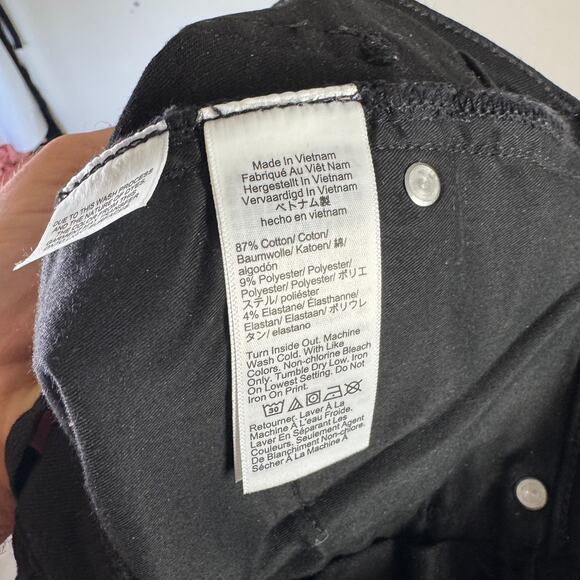 DUE TO THIS WASH PROCESS
AND THE NATURAL DYES,
Made In Vietnam
Fabriqué Au Việt Nam
Hergestellt In Vietnam
Vervaardigd In Vietnam
ベトナム製
hecho en vietnam
87% Cotton/ Coton/
Baumwolle/ Katoen/ 綿/
algodón
9% Polyester/ Polyester/
Polyester/ Polyester/ ポリエ
ステル/ poliéster
4% Elastane/ Élasthanne/
Elastan/ Elastaan/ ポリウレ
タン/ elastano
Turn Inside Out. Machine
Wash Cold. With Like
Colors, Non-chlorine Bleach
Only. Tumble Dry Low. Iron
On Lowest Setting. Do Not
Iron On Print.
30
Retourner. Laver À La
Machine À L'eau Froide.
Laver En Séparant Les
Couleurs, Seulement Agent
De Blanchiment Non-chlore.
Sécher À La Machine À